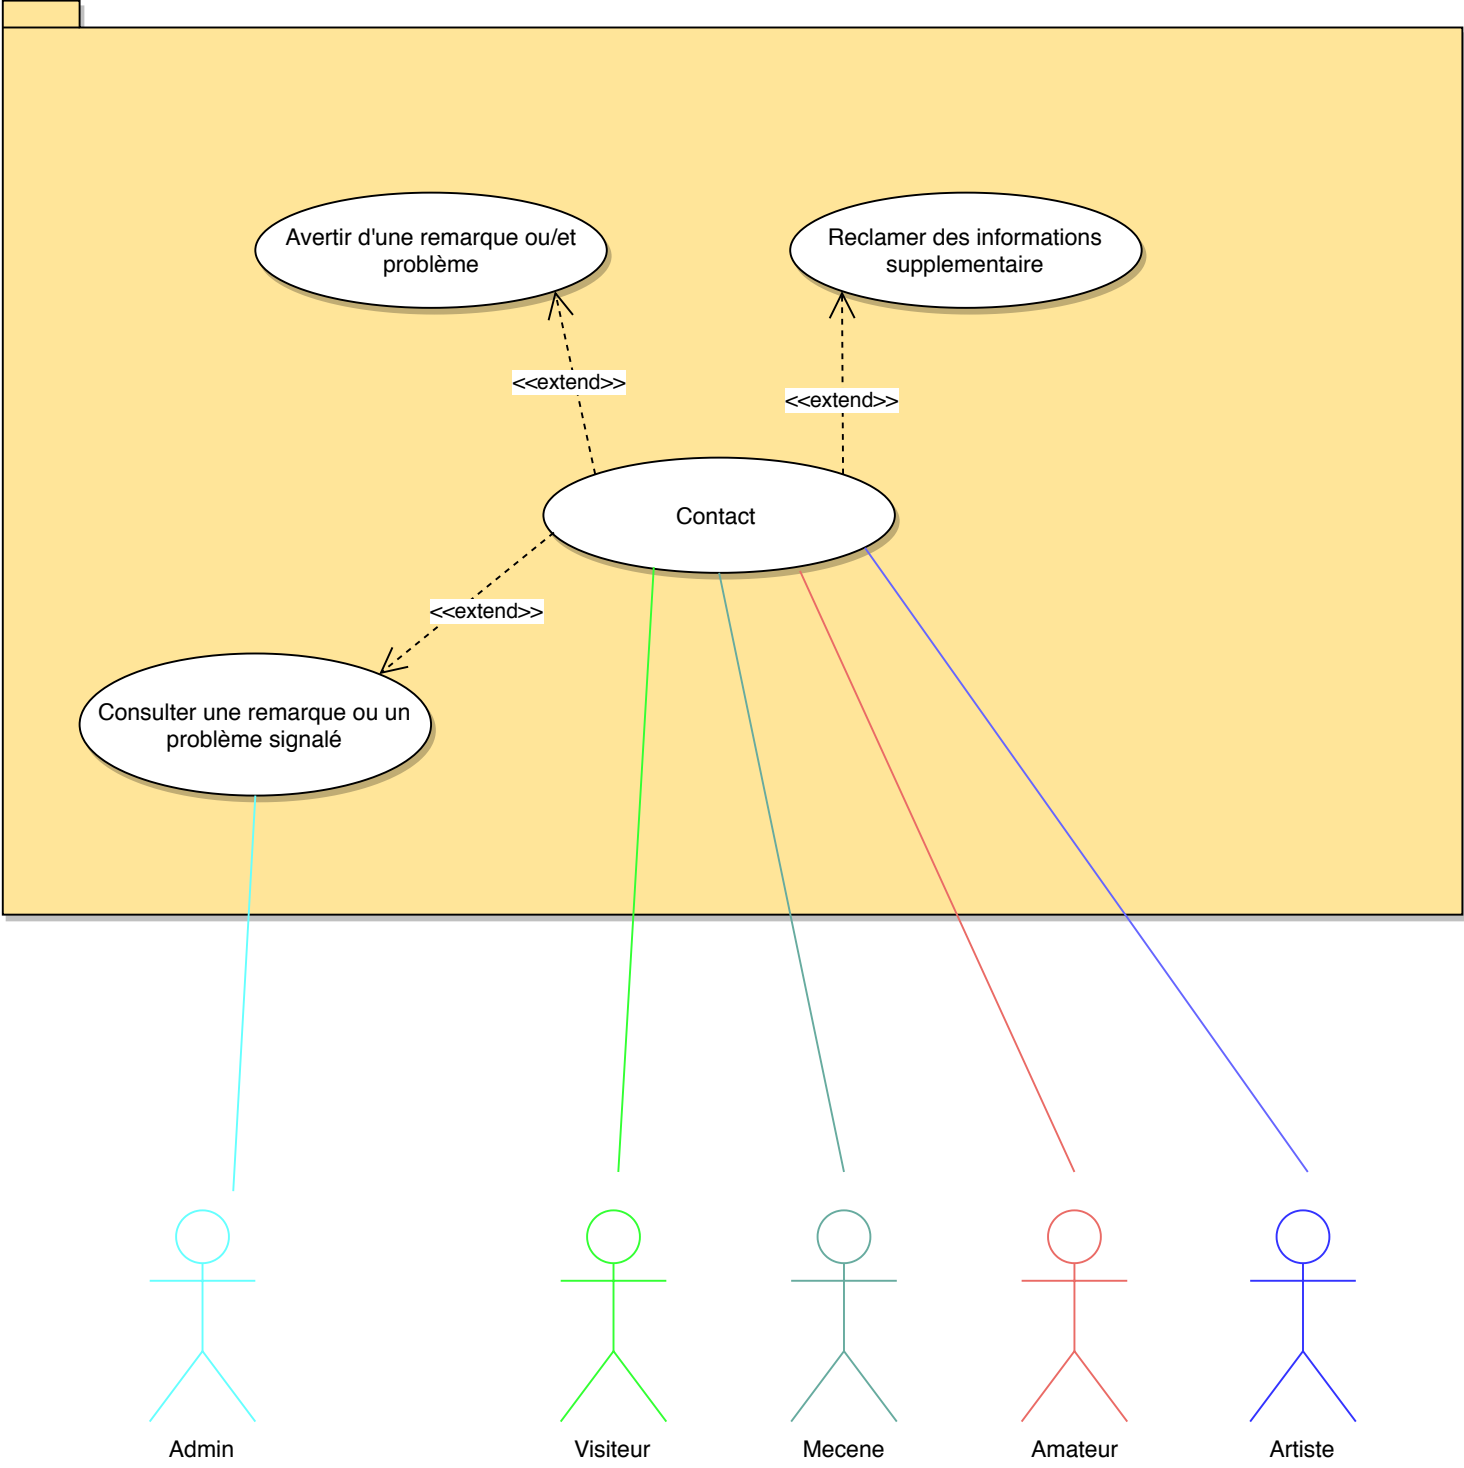 Avertir d'une remarque ou/et
problème
Reclamer des informations
supplementaire
<<extend>>
<<extend>>
Contact
<<extend>>
Consulter une remarque ou un
problème signalé
Admin
Visiteur
Mecene
Amateur
Artiste